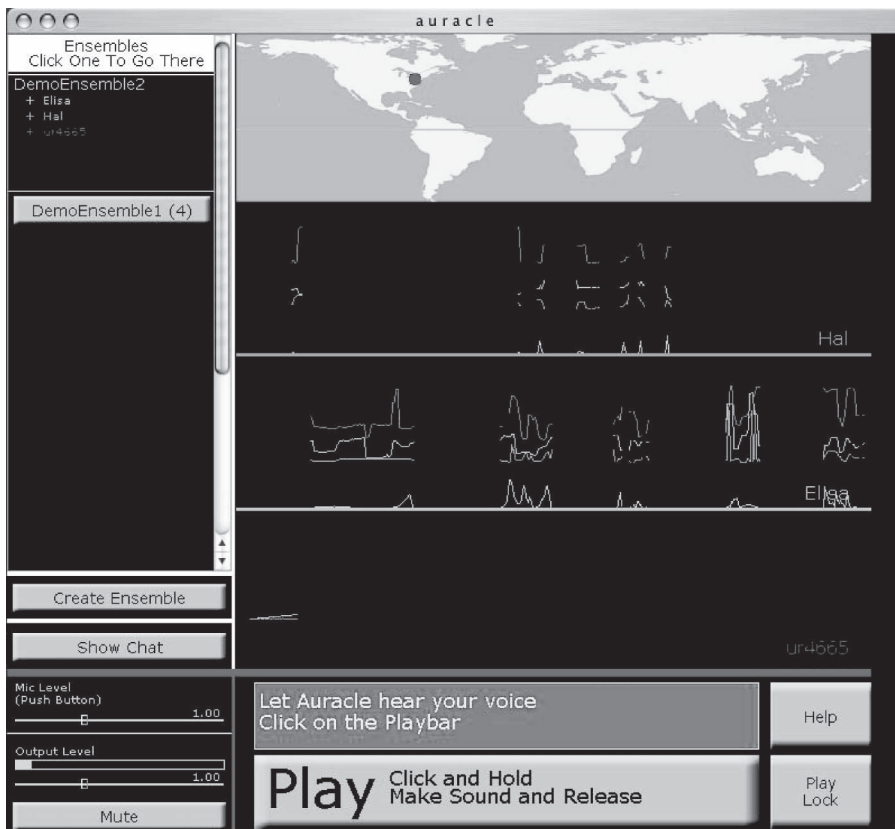 auracle
Ensembles
Click One To Go There
DemoEnsemble2
+ Elisa
+ Hal
+ ur4665
DemoEnsemble1 (4)
Hal
Elisa
ur4665
Create Ensemble
Show Chat
Mic Level
(Push Button)
1.00
Output Level
1.00
Mute
Let Auracle hear your voice
Click on the Playbar
Play
Click and Hold
Make Sound and Release
Help
Play
Lock